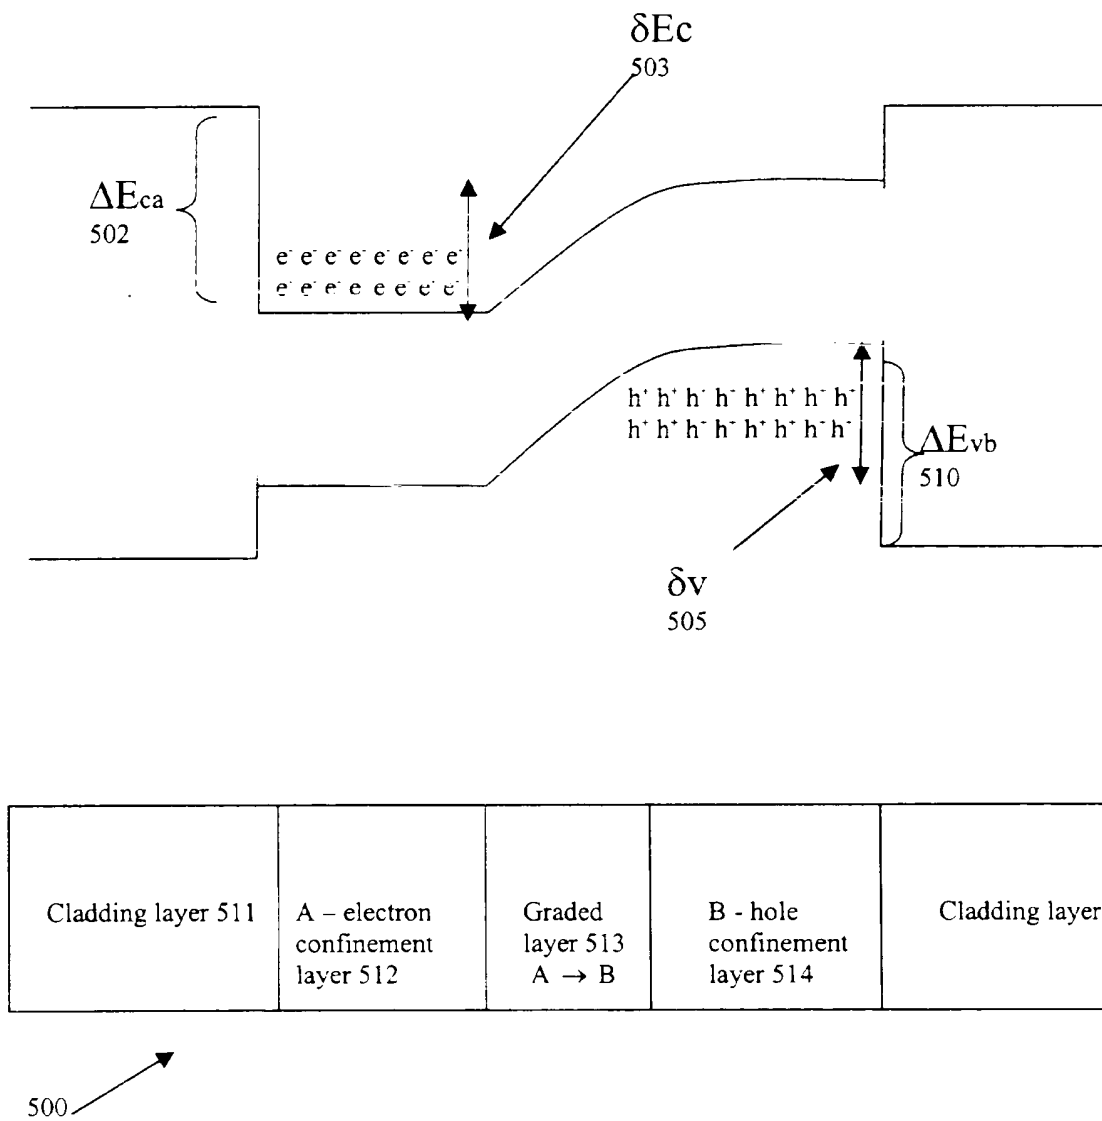 δEc
503
ΔEca
502
e⁻ e⁻ e⁻ e⁻ e⁻ e⁻ e⁻ e⁻
e⁻ e⁻ e⁻ e⁻ e e⁻ e⁻ e⁻
h⁺ h⁺ h⁻ h⁺ h⁺ h⁺ h⁺ h⁺
h⁺ h⁺ h⁻ h⁺ h⁺ h⁺ h⁻ h⁻
ΔEvb
510
δv
505
Cladding layer 511
A – electron
confinement
layer 512
Graded
layer 513
A → B
B - hole
confinement
layer 514
Cladding layer
500